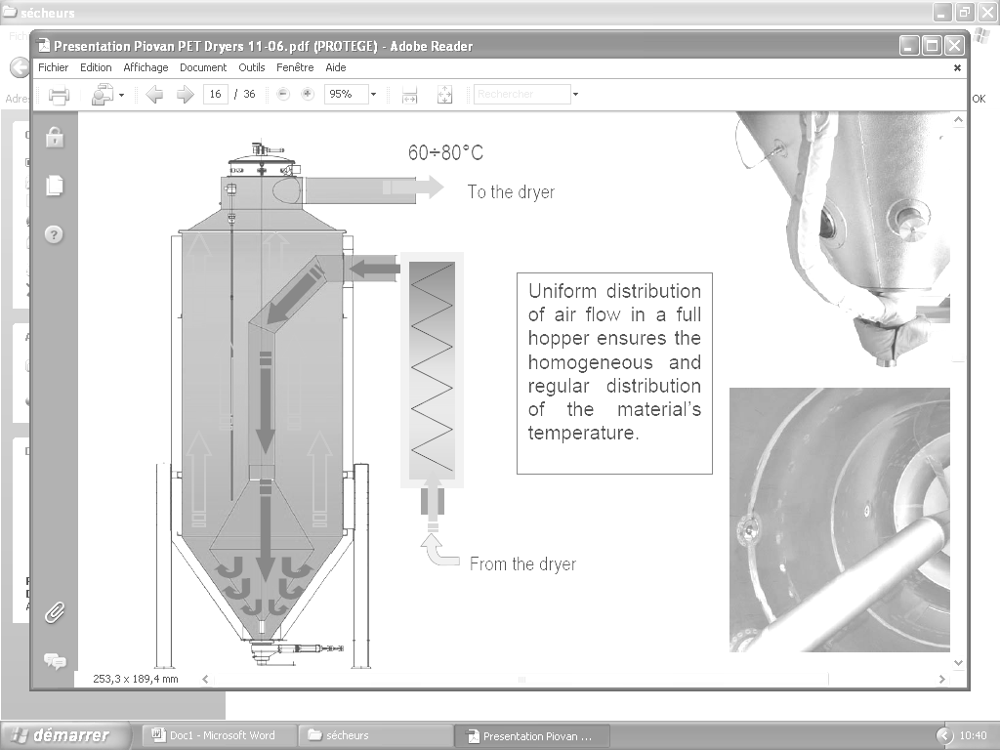 sécheurs
Fich
Presentation Piovan PET Dryers 11-06.pdf (PROTEGE) - Adobe Reader
Fichier Edition Affichage Document Outils Fenêtre Aide
Adres
16 / 36 95% Rechercher
OK
60÷80°C
To the dryer
Uniform distribution
of air flow in a full
hopper ensures the
homogeneous and
regular distribution
of the material's
temperature.
From the dryer
253,3 x 189,4 mm
démarrer Doc1 - Microsoft Word sécheurs Presentation Piovan ... 10:40